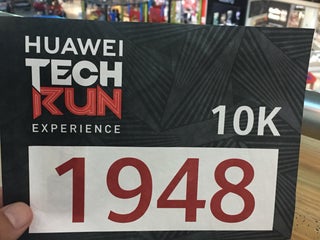 HUAWEI
TECH
RUN
EXPERIENCE
10K
1948